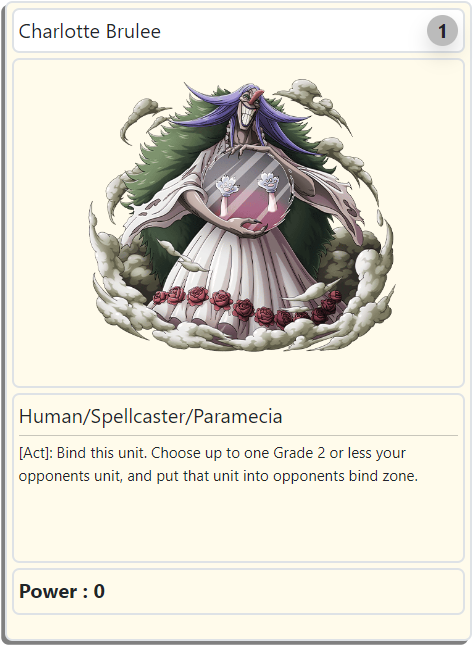 Charlotte Brulee
1
Human/Spellcaster/Paramecia
[Act]: Bind this unit. Choose up to one Grade 2 or less your
opponents unit, and put that unit into opponents bind zone.
Power : 0